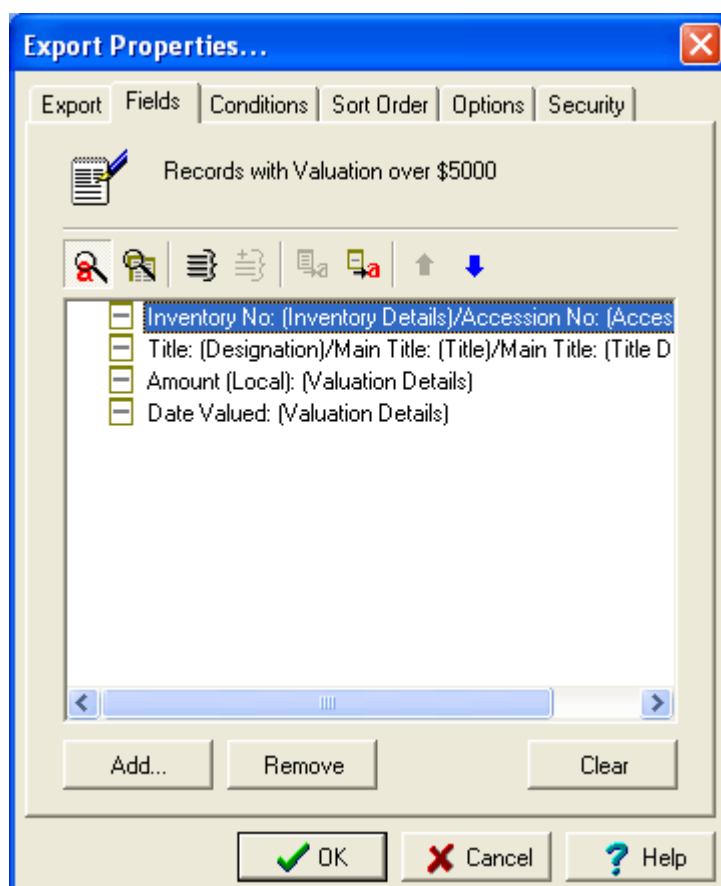 Export Properties...
Export Fields Conditions Sort Order Options Security
Records with Valuation over $5000
Inventory No: (Inventory Details)/Accession No: (Acces
Title: (Designation)/Main Title: (Title)/Main Title: (Title D
Amount (Local): (Valuation Details)
Date Valued: (Valuation Details)
Add... Remove Clear
OK Cancel Help